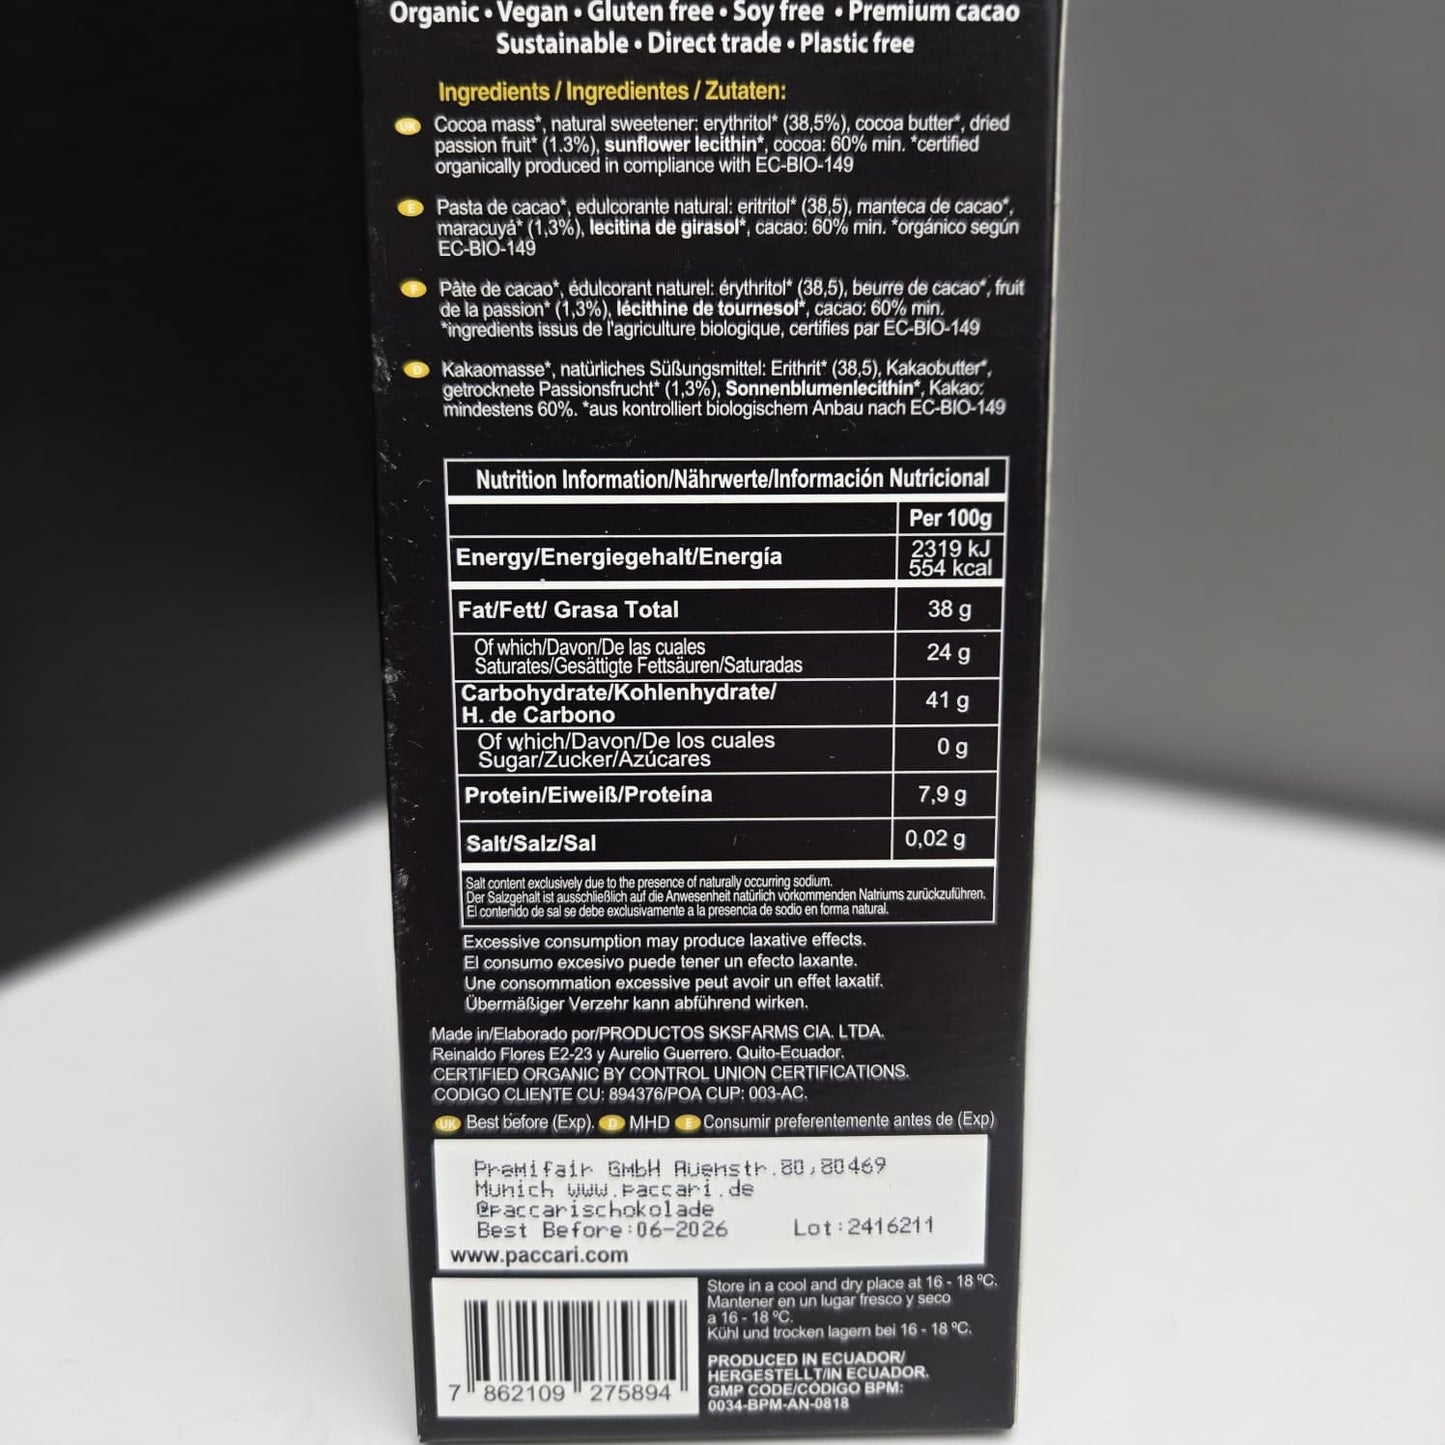 Organic • Vegan • Gluten free • Soy free • Premium cacao
Sustainable • Direct trade • Plastic free
Ingredients / Ingredientes / Zutaten:
UK Cocoa mass*, natural sweetener: erythritol* (38,5%), cocoa butter*, dried
passion fruit* (1.3%), sunflower lecithin*, cocoa: 60% min. *certified
organically produced in compliance with EC-BIO-149
E Pasta de cacao*, edulcorante natural: eritritol* (38,5), manteca de cacao*,
maracuyá* (1,3%), lecitina de girasol*, cacao: 60% min. *orgánico según
EC-BIO-149
F Pâte de cacao*, édulcorant naturel: érythritol* (38,5), beurre de cacao*, fruit
de la passion* (1,3%), lécithine de tournesol*, cacao: 60% min.
*ingredients issus de l'agriculture biologique, certifies par EC-BIO-149
D Kakaomasse*, natürliches Süßungsmittel: Erithrit* (38,5), Kakaobutter*,
getrocknete Passionsfrucht* (1,3%), Sonnenblumenlecithin*, Kakao:
mindestens 60%. *aus kontrolliert biologischem Anbau nach EC-BIO-149
Nutrition Information/Nährwerte/Información Nutricional
Per 100g
Energy/Energiegehalt/Energía 2319 kJ
554 kcal
Fat/Fett/ Grasa Total 38 g
Of which/Davon/De las cuales
Saturates/Gesättigte Fettsäuren/Saturadas 24 g
Carbohydrate/Kohlenhydrate/
H. de Carbono 41 g
Of which/Davon/De los cuales
Sugar/Zucker/Azúcares 0 g
Protein/Eiweiß/Proteína 7,9 g
Salt/Salz/Sal 0,02 g
Salt content exclusively due to the presence of naturally occurring sodium.
Der Salzgehalt ist ausschließlich auf die Anwesenheit natürlich vorkommenden Natriums zurückzuführen.
El contenido de sal se debe exclusivamente a la presencia de sodio en forma natural.
Excessive consumption may produce laxative effects.
El consumo excesivo puede tener un efecto laxante.
Une consommation excessive peut avoir un effet laxatif.
Übermäßiger Verzehr kann abführend wirken.
Made in/Elaborado por/PRODUCTOS SKSFARMS CIA. LTDA.
Reinaldo Flores E2-23 y Aurelio Guerrero. Quito-Ecuador.
CERTIFIED ORGANIC BY CONTROL UNION CERTIFICATIONS.
CODIGO CLIENTE CU: 894376/POA CUP: 003-AC.
UK Best before (Exp). D MHD E Consumir preferentemente antes de (Exp)
Pramifair GmbH Auenstr.80,80469
Munich www.paccari.de
@paccarischokolade
Best Before:06-2026 Lot:2416211
www.paccari.com
Store in a cool and dry place at 16 - 18 ºC.
Mantener en un lugar fresco y seco
a 16 - 18 ºC.
Kühl und trocken lagern bei 16 - 18 ºC.
PRODUCED IN ECUADOR/
HERGESTELLT/IN ECUADOR.
GMP CODE/CÓDIGO BPM:
0034-BPM-AN-0818
7 862109 275894